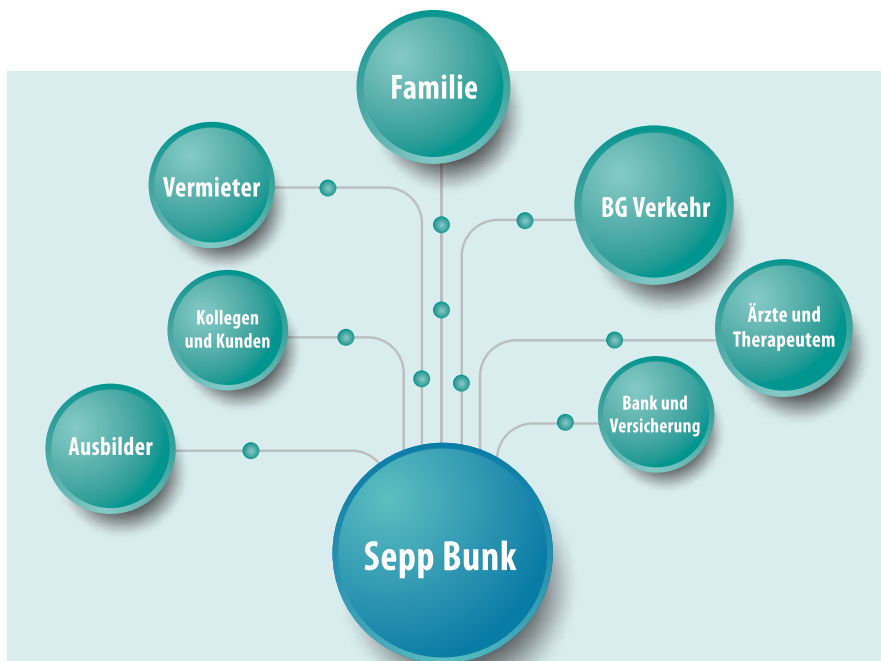 Familie
Vermieter
BG Verkehr
Kollegen
und Kunden
Ärzte und
Therapeutem
Bank und
Versicherung
Ausbilder
Sepp Bunk